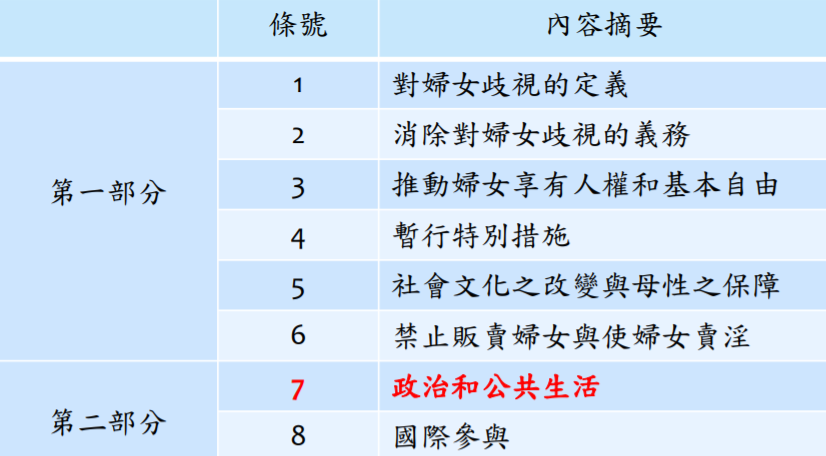 條號 內容摘要
1 對婦女歧視的定義
2 消除對婦女歧視的義務
第一部分 3 推動婦女享有人權和基本自由
4 暫行特別措施
5 社會文化之改變與母性之保障
6 禁止販賣婦女與使婦女賣淫
7 政治和公共生活
第二部分 8 國際參與